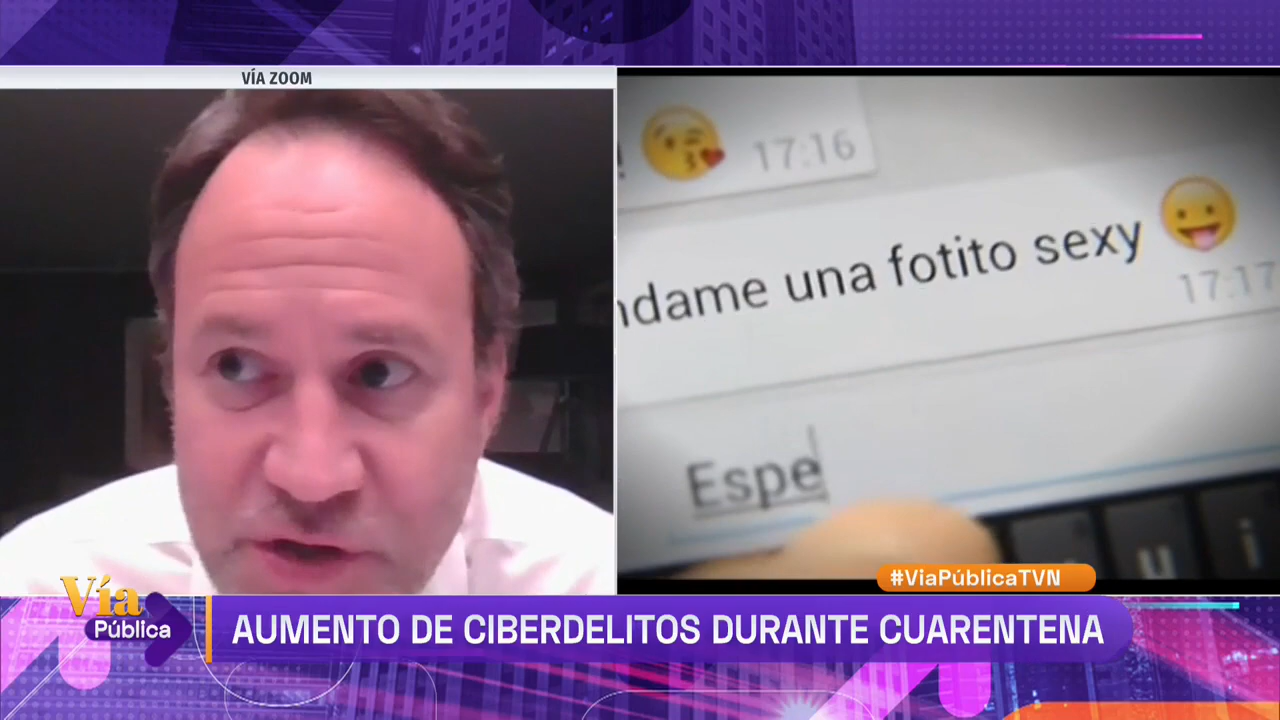 VÍA ZOOM
17:16
ndame una fotito sexy
17:17
Espe
u i
#ViaPúblicaTVN
Vía
Pública
AUMENTO DE CIBERDELITOS DURANTE CUARENTENA